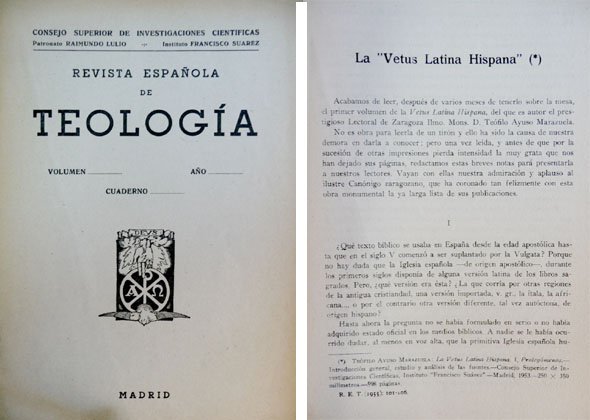 CONSEJO SUPERIOR DE INVESTIGACIONES CIENTIFICAS
Patronato RAIMUNDO LULIO Instituto FRANCISCO SUAREZ
REVISTA ESPAÑOLA
DE
TEOLOGÍA
VOLUMEN AÑO
CUADERNO
DEUS
Α Ω
MADRID
La "Vetus Latina Hispana" (*)
Acabamos de leer, después de varios meses de tenerlo sobre la mesa,
el primer volumen de la Vetus Latina Hispana, del que es autor el pres-
tigioso Lectoral de Zaragoza Ilmo. Mons. D. Teófilo Ayuso Marazuela.
No es obra para leerla de un tirón y ello ha sido la causa de nuestra
demora en darla a conocer; pero una vez leída, y antes de que por la
sucesión de otras impresiones pierda intensidad la muy grata que nos
han dejado sus páginas, redactamos estas breves notas para presentarla
a nuestros lectores. Vayan con ellas nuestra admiración y aplauso al
ilustre Canónigo zaragozano, que ha coronado tan felizmente con esta
obra monumental la ya larga lista de sus publicaciones.
I
¿Qué texto bíblico se usaba en España desde la edad apostólica has-
ta que en el siglo V comenzó a ser suplantado por la Vulgata? Porque
no hay duda que la Iglesia española —de origen apostólico—, durante
los primeros siglos disponía de alguna versión latina de los libros sa-
grados. Pero, ¿qué versión era ésta? ¿La que corría por otras regiones
de la antigua cristiandad, una versión importada, v. gr., la ítala, la afri-
cana..., o por el contrario otra versión diferente, tal vez autóctona, de
origen hispano?
Hasta ahora la pregunta no se había formulado en serio o no había
adquirido estado oficial en los medios bíblicos. A nadie se le había ocu-
rrido dudar, al menos en voz alta, que la primitiva Iglesia española hu-
(*) TEÓFILO AYUSO MARAZUELA: La Vetus Latina Hispana. I, Prolegómenos.—
Introducción general, estudio y análisis de las fuentes—Consejo Superior de In-
vestigaciones Científicas. Instituto "Francisco Suárez"—Madrid, 1953.—250 × 180
milímetros.—598 páginas.
R. E. T (1955): 101-106.